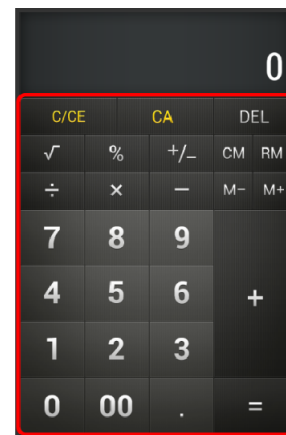 0
C/CE CA DEL
√ % +/− CM RM
÷ × − M− M+
7 8 9
4 5 6 +
1 2 3
0 00 . =